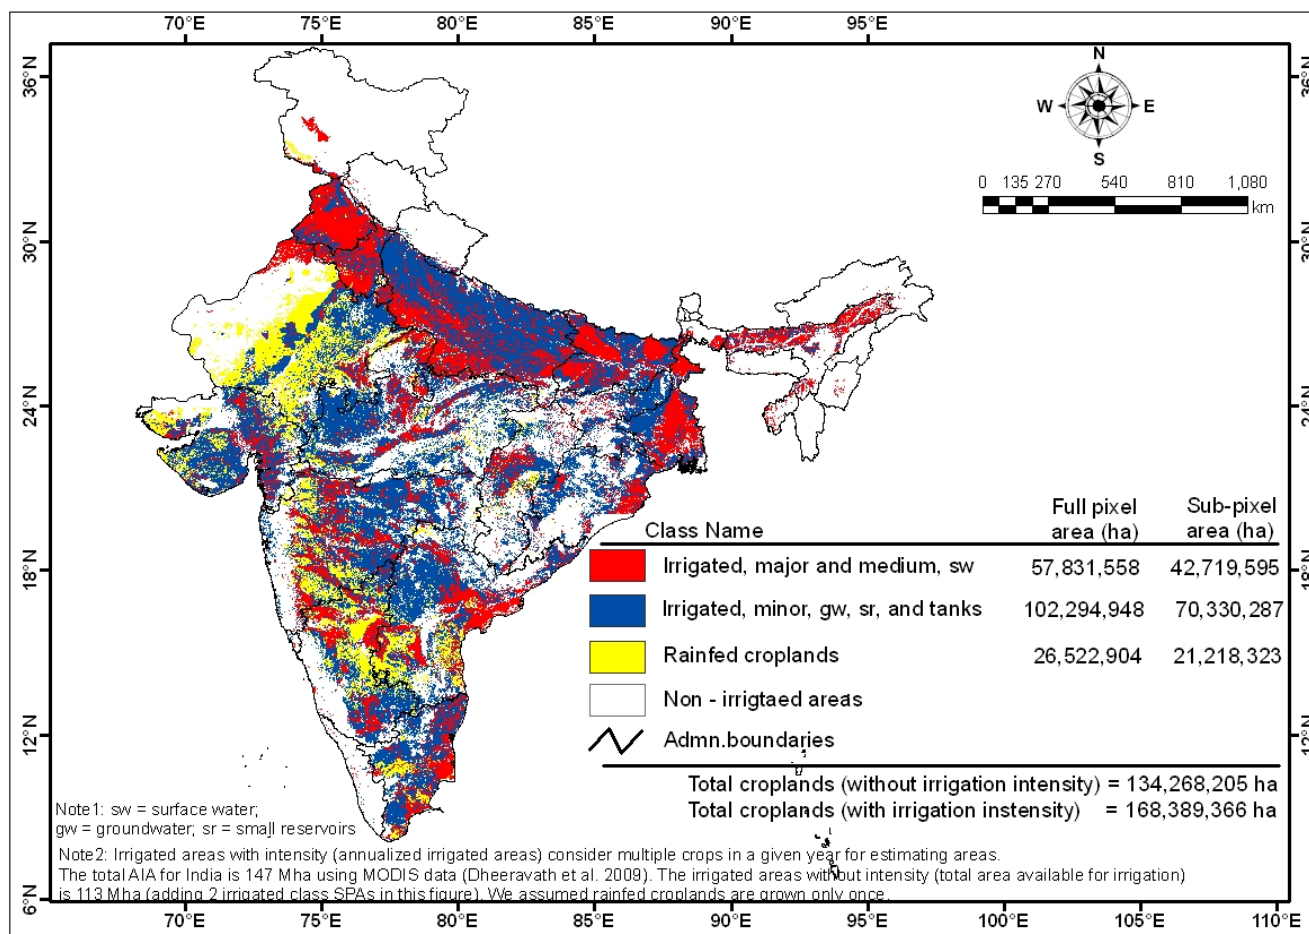 70°E 75°E 80°E 85°E 90°E 95°E
36°N 36°N
N
W E
S
0 135 270 540 810 1,080
km
30°N 30°N
24°N 24°N
Full pixel Sub-pixel
Class Name area (ha) area (ha)
18°N Irrigated, major and medium, sw 57,831,558 42,719,595 18°N
Irrigated, minor, gw, sr, and tanks 102,294,948 70,330,287
Rainfed croplands 26,522,904 21,218,323
Non - irrigtaed areas
12°N Admn.boundaries 12°N
Total croplands (without irrigation intensity) = 134,268,205 ha
Total croplands (with irrigation instensity) = 168,389,366 ha
Note1: sw = surface water;
gw = groundwater; sr = small reservoirs
Note2: Irrigated areas with intensity (annualized irrigated areas) consider multiple crops in a given year for estimating areas.
The total AIA for India is 147 Mha using MODIS data (Dheeravath et al. 2009). The irrigated areas without intensity (total area available for irrigation)
is 113 Mha (adding 2 irrigated class SPAs in this figure). We assumed rainfed croplands are grown only once.
6°N 6°N
70°E 75°E 80°E 85°E 90°E 95°E 100°E 105°E 110°E